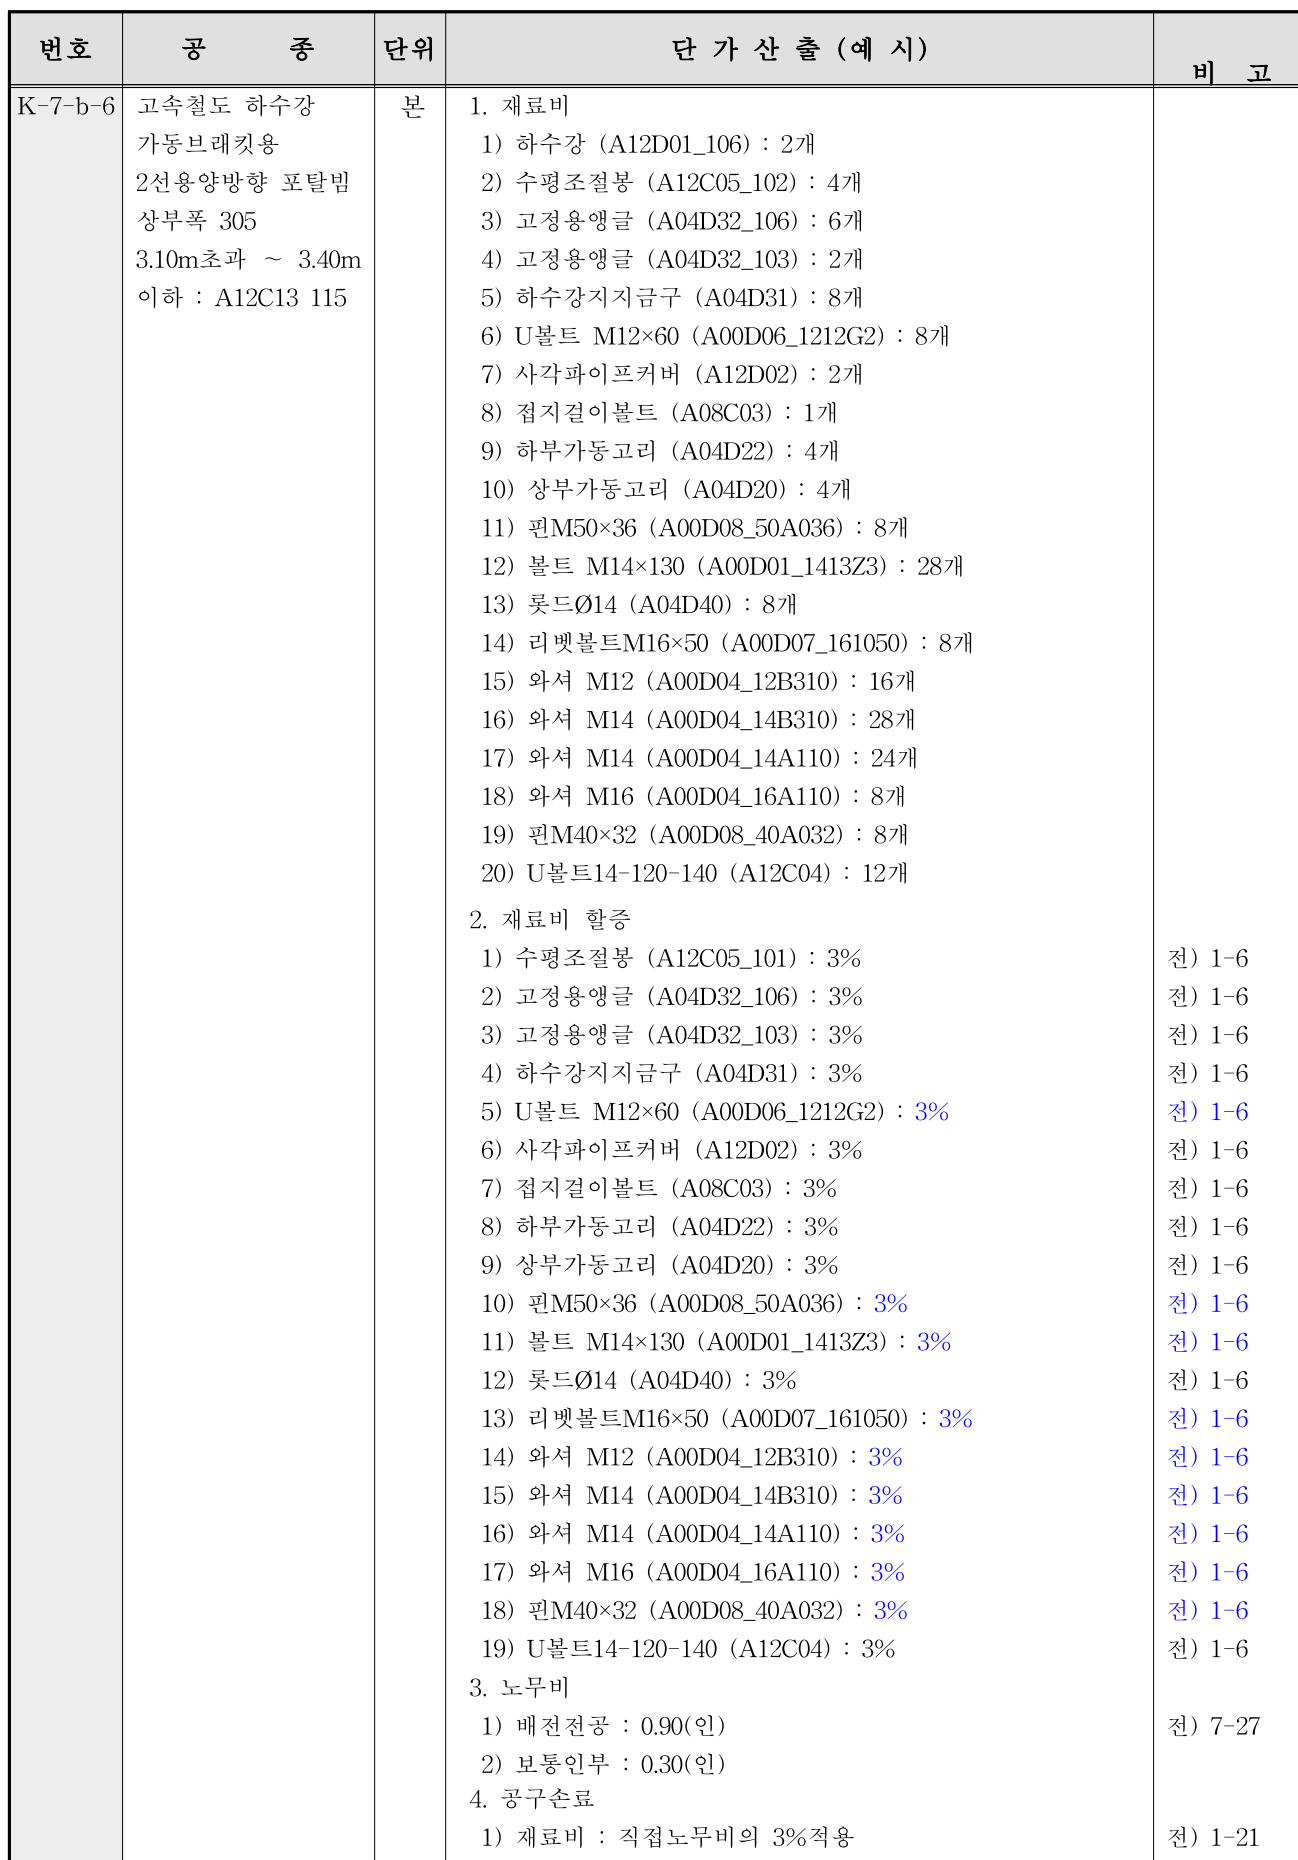 번호 공 종 단위 단 가 산 출 (예 시) 비 고
K-7-b-6 고속철도 하수강 본 1. 재료비
가동브래킷용 1) 하수강 (A12D01_106) : 2개
2선용양방향 포탈빔 2) 수평조절봉 (A12C05_102) : 4개
상부폭 305 3) 고정용앵글 (A04D32_106) : 6개
3.10m초과 ~ 3.40m 4) 고정용앵글 (A04D32_103) : 2개
이하 : A12C13 115 5) 하수강지지금구 (A04D31) : 8개
6) U볼트 M12×60 (A00D06_1212G2) : 8개
7) 사각파이프커버 (A12D02) : 2개
8) 접지걸이볼트 (A08C03) : 1개
9) 하부가동고리 (A04D22) : 4개
10) 상부가동고리 (A04D20) : 4개
11) 핀M50×36 (A00D08_50A036) : 8개
12) 볼트 M14×130 (A00D01_1413Z3) : 28개
13) 롯드Ø14 (A04D40) : 8개
14) 리벳볼트M16×50 (A00D07_161050) : 8개
15) 와셔 M12 (A00D04_12B310) : 16개
16) 와셔 M14 (A00D04_14B310) : 28개
17) 와셔 M14 (A00D04_14A110) : 24개
18) 와셔 M16 (A00D04_16A110) : 8개
19) 핀M40×32 (A00D08_40A032) : 8개
20) U볼트14-120-140 (A12C04) : 12개
2. 재료비 할증
1) 수평조절봉 (A12C05_101) : 3% 전) 1-6
2) 고정용앵글 (A04D32_106) : 3% 전) 1-6
3) 고정용앵글 (A04D32_103) : 3% 전) 1-6
4) 하수강지지금구 (A04D31) : 3% 전) 1-6
5) U볼트 M12×60 (A00D06_1212G2) : 3% 전) 1-6
6) 사각파이프커버 (A12D02) : 3% 전) 1-6
7) 접지걸이볼트 (A08C03) : 3% 전) 1-6
8) 하부가동고리 (A04D22) : 3% 전) 1-6
9) 상부가동고리 (A04D20) : 3% 전) 1-6
10) 핀M50×36 (A00D08_50A036) : 3% 전) 1-6
11) 볼트 M14×130 (A00D01_1413Z3) : 3% 전) 1-6
12) 롯드Ø14 (A04D40) : 3% 전) 1-6
13) 리벳볼트M16×50 (A00D07_161050) : 3% 전) 1-6
14) 와셔 M12 (A00D04_12B310) : 3% 전) 1-6
15) 와셔 M14 (A00D04_14B310) : 3% 전) 1-6
16) 와셔 M14 (A00D04_14A110) : 3% 전) 1-6
17) 와셔 M16 (A00D04_16A110) : 3% 전) 1-6
18) 핀M40×32 (A00D08_40A032) : 3% 전) 1-6
19) U볼트14-120-140 (A12C04) : 3% 전) 1-6
3. 노무비
1) 배전전공 : 0.90(인) 전) 7-27
2) 보통인부 : 0.30(인)
4. 공구손료
1) 재료비 : 직접노무비의 3%적용 전) 1-21